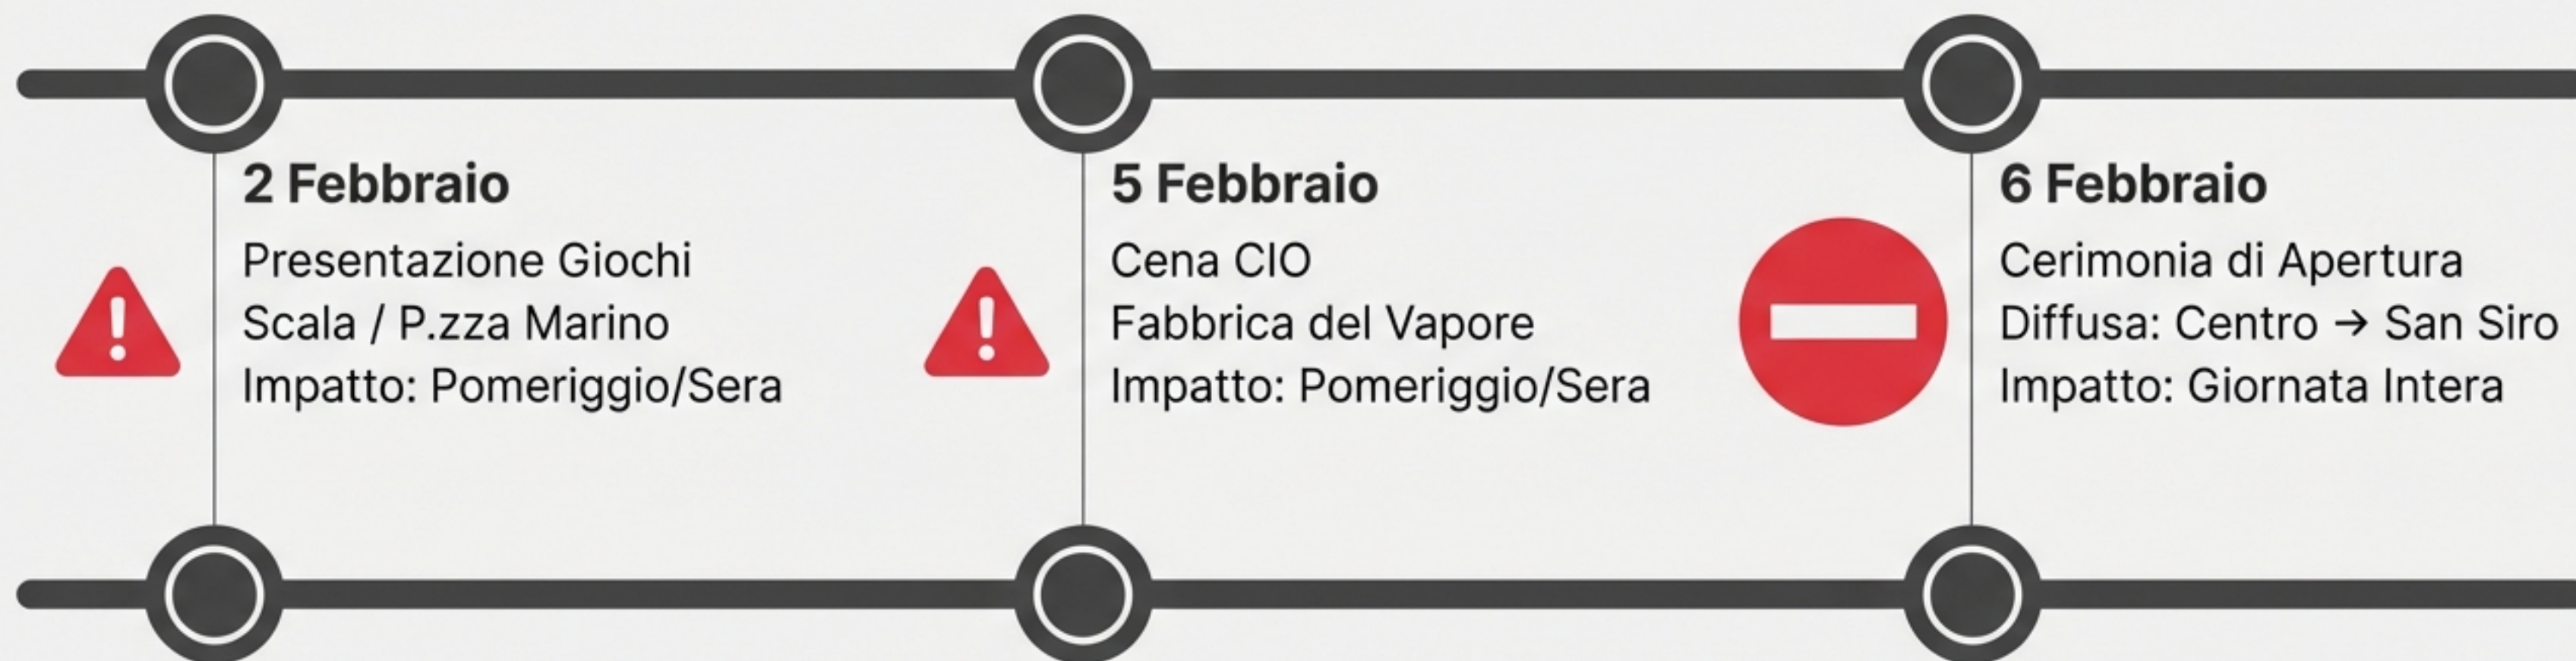 2 Febbraio
Presentazione Giochi
Scala / P.zza Marino
Impatto: Pomeriggio/Sera
5 Febbraio
Cena CIO
Fabbrica del Vapore
Impatto: Pomeriggio/Sera
6 Febbraio
Cerimonia di Apertura
Diffusa: Centro → San Siro
Impatto: Giornata Intera